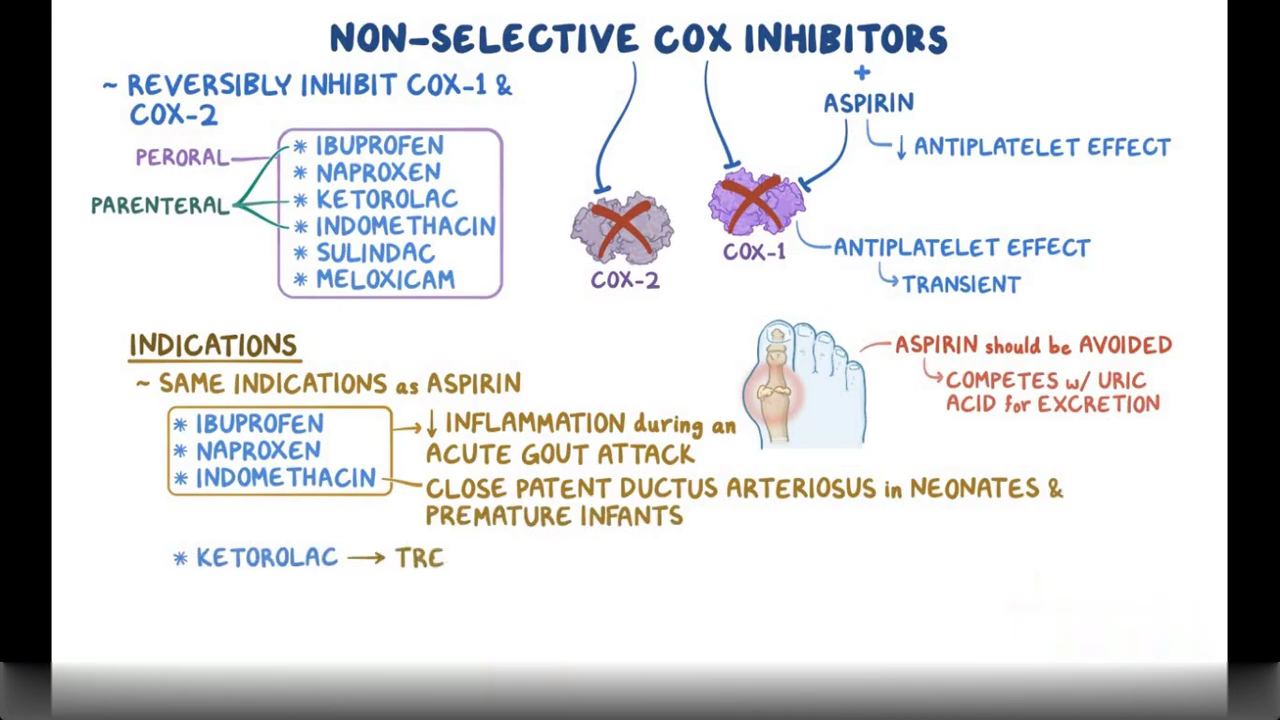 NON-SELECTIVE COX INHIBITORS
~ REVERSIBLY INHIBIT COX-1 &
COX-2
PERORAL
PARENTERAL
* IBUPROFEN
* NAPROXEN
* KETOROLAC
* INDOMETHACIN
* SULINDAC
* MELOXICAM
+
ASPIRIN
↓ ANTIPLATELET EFFECT
COX-2
COX-1
ANTIPLATELET EFFECT
TRANSIENT
INDICATIONS
~ SAME INDICATIONS as ASPIRIN
* IBUPROFEN
* NAPROXEN
* INDOMETHACIN
↓ INFLAMMATION during an
ACUTE GOUT ATTACK
CLOSE PATENT DUCTUS ARTERIOSUS in NEONATES &
PREMATURE INFANTS
* KETOROLAC → TRE
ASPIRIN should be AVOIDED
COMPETES w/ URIC
ACID for EXCRETION